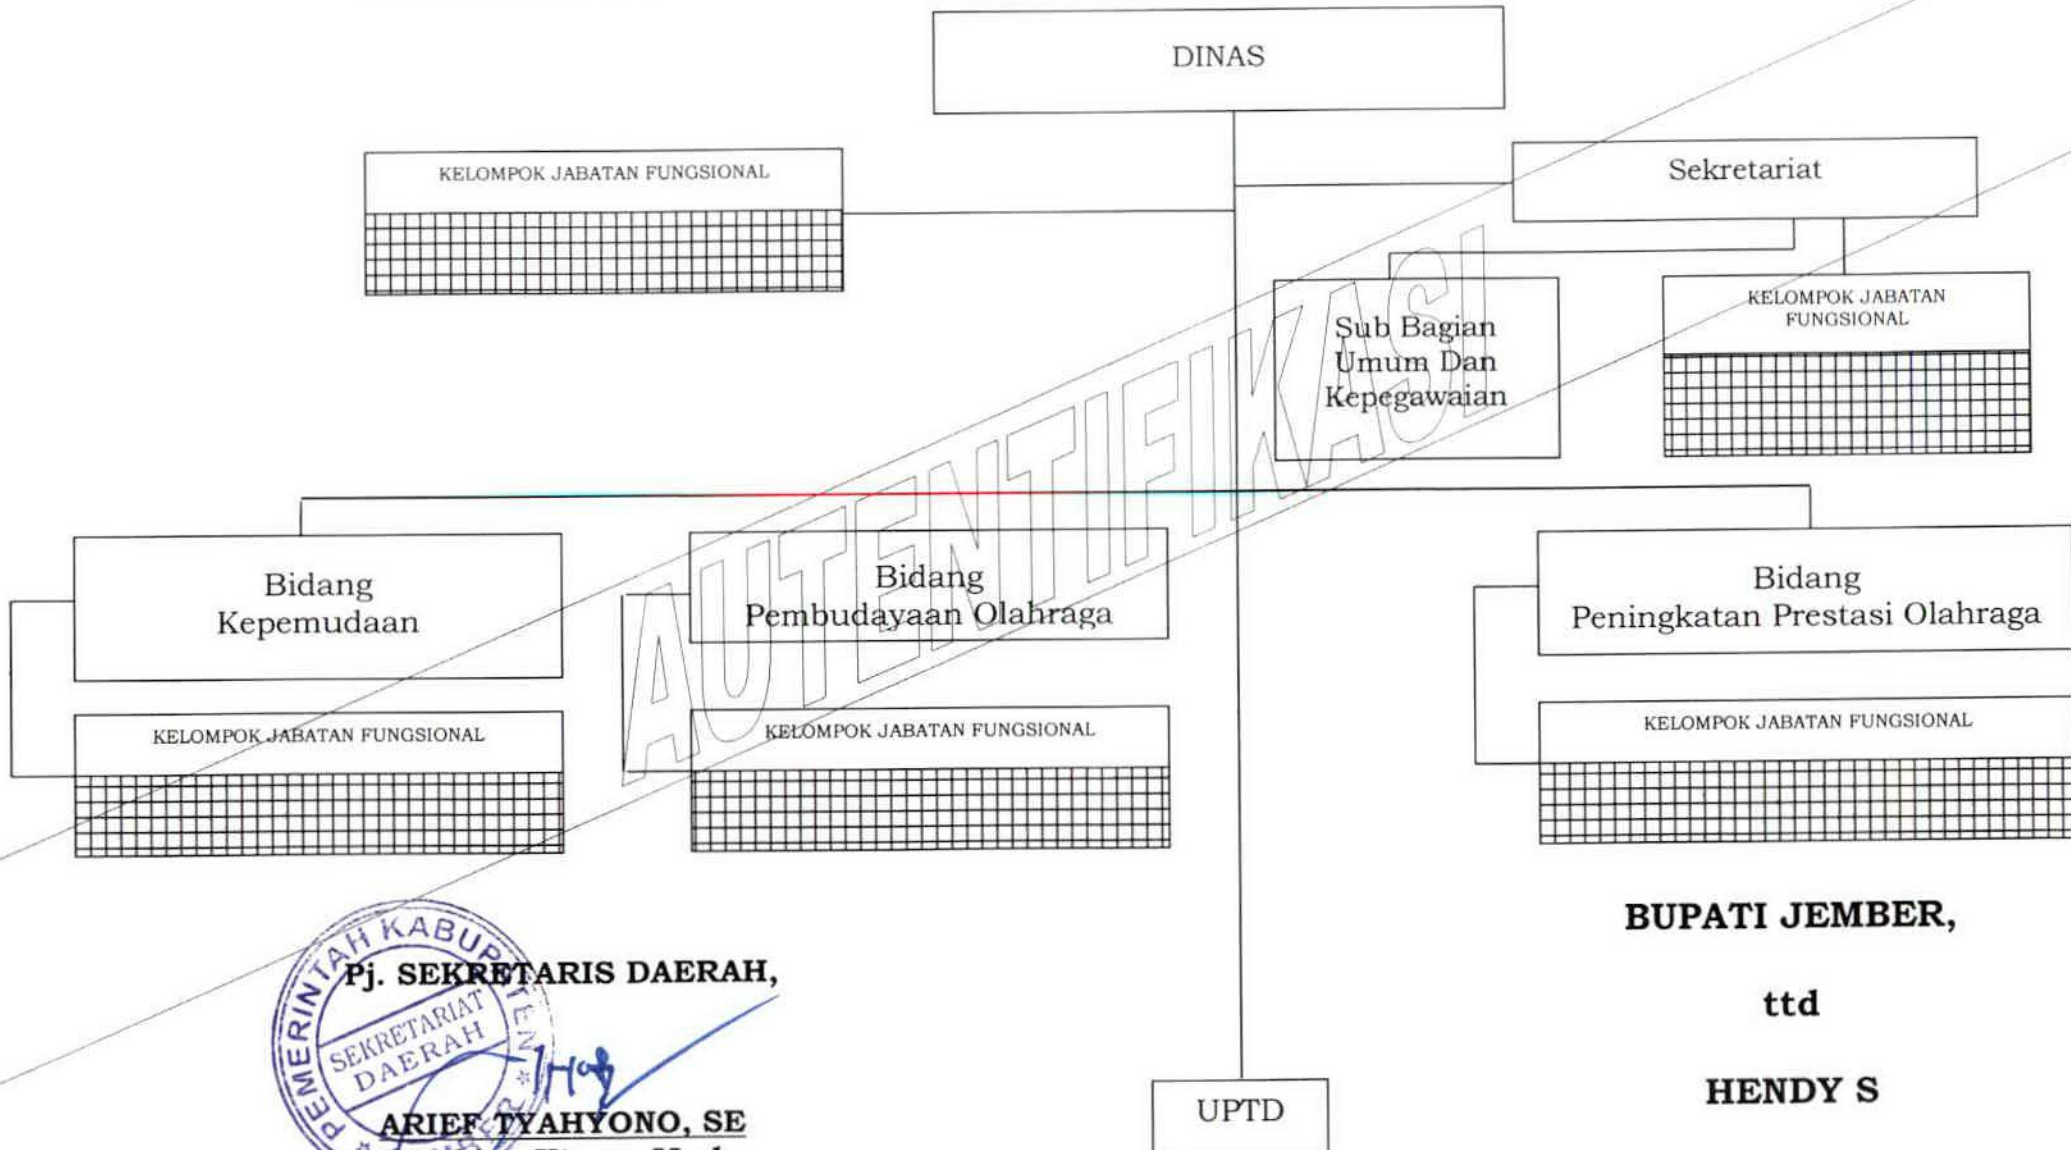 DINAS
KELOMPOK JABATAN FUNGSIONAL
Sekretariat
Sub Bagian
Umum Dan
Kepegawaian
KELOMPOK JABATAN
FUNGSIONAL
AUTENTIFIKASI
Bidang
Kepemudaan
Bidang
Pembudayaan Olahraga
Bidang
Peningkatan Prestasi Olahraga
KELOMPOK JABATAN FUNGSIONAL
KELOMPOK JABATAN FUNGSIONAL
KELOMPOK JABATAN FUNGSIONAL
BUPATI JEMBER,
ttd
HENDY S
Pj. SEKRETARIS DAERAH,
PEMERINTAH KABUPATEN
SEKRETARIAT
DAERAH
ARIEF TYAHYONO, SE
UPTD